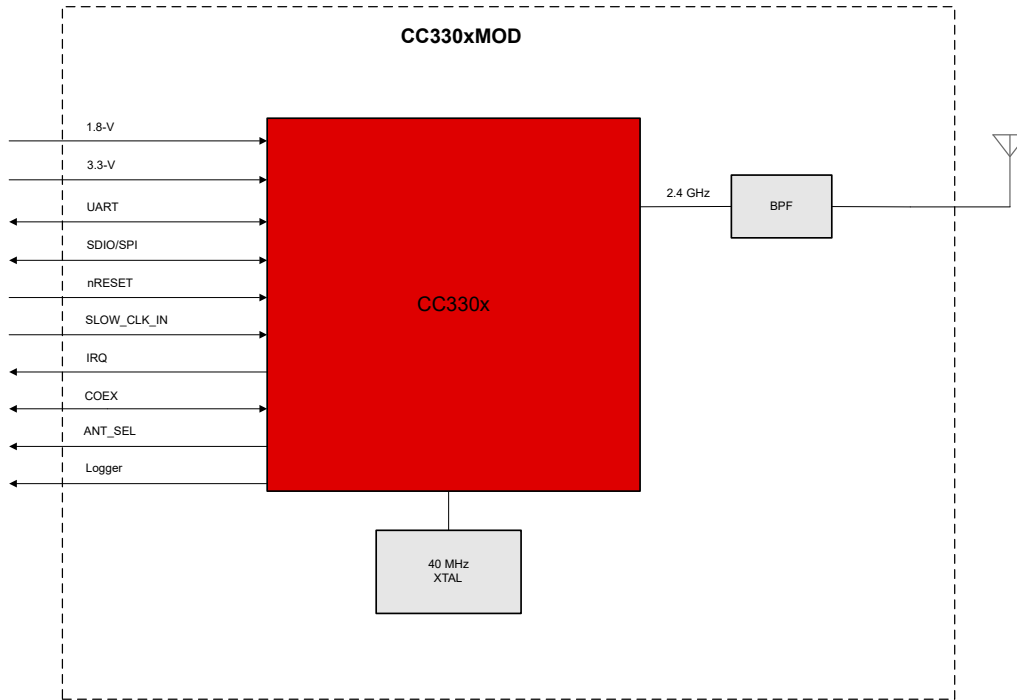 CC330xMOD
1.8-V
3.3-V
UART
SDIO/SPI
nRESET
SLOW_CLK_IN
IRQ
COEX
ANT_SEL
Logger
CC330x
2.4 GHz
BPF
40 MHz
XTAL